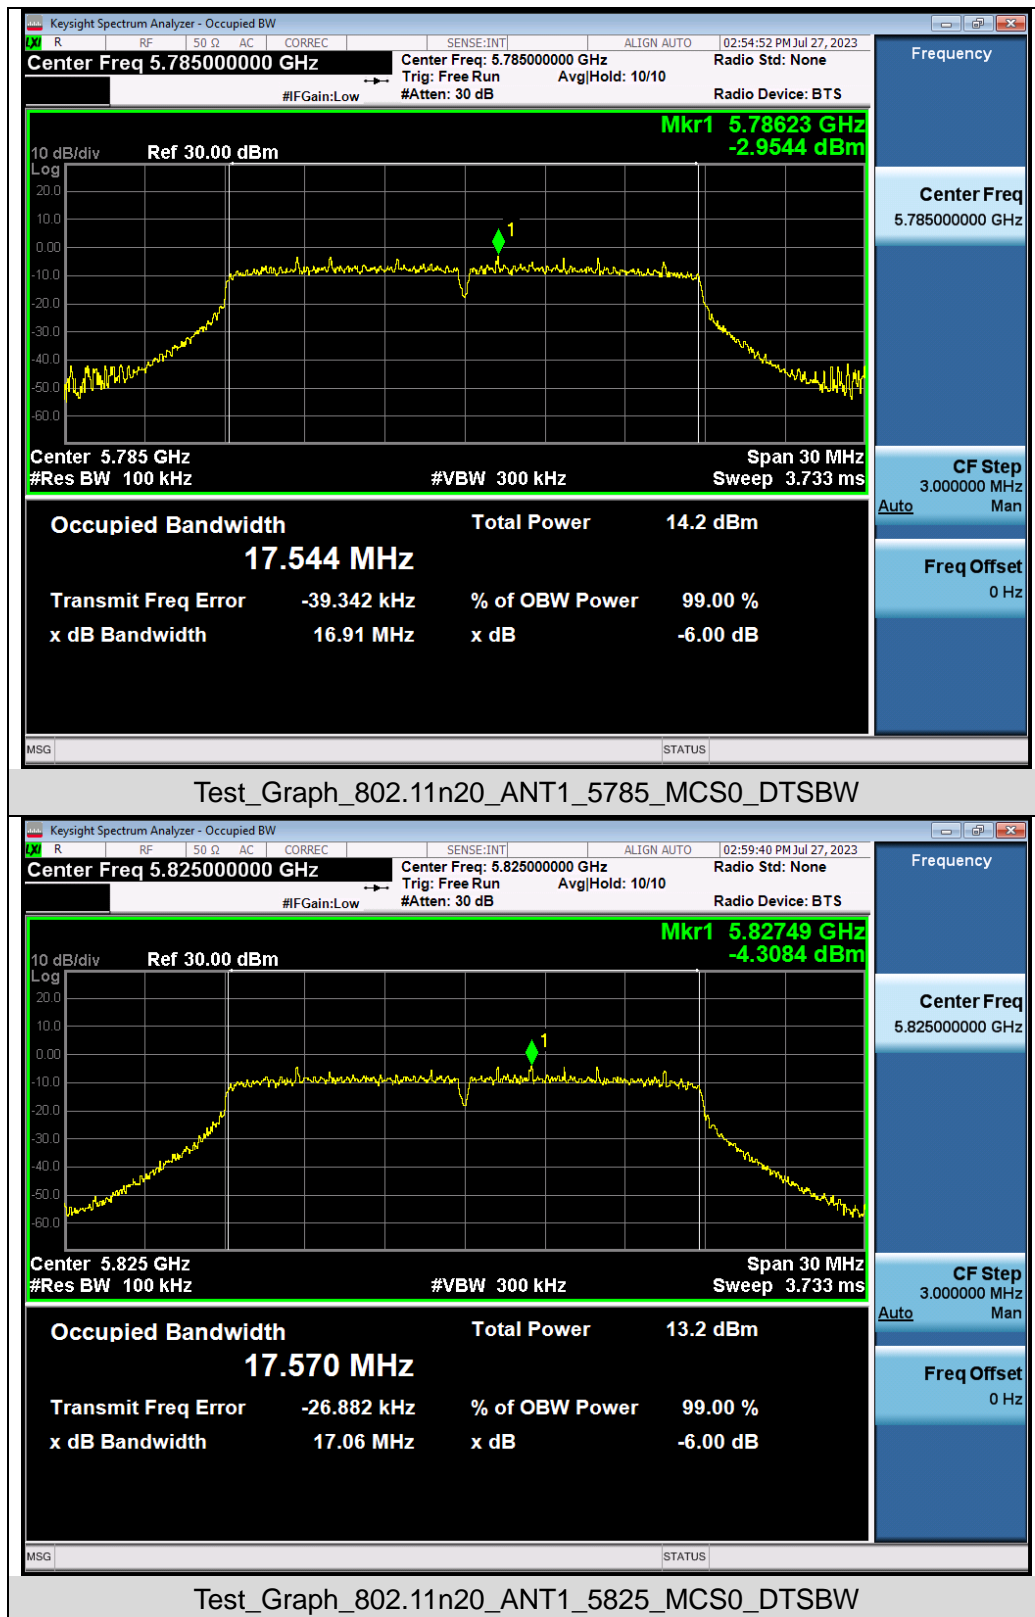 Keysight Spectrum Analyzer - Occupied BW
LXI R RF 50 Ω AC CORREC SENSE:INT ALIGN AUTO 02:54:52 PM Jul 27, 2023
Center Freq 5.785000000 GHz
Center Freq: 5.785000000 GHz
Radio Std: None
Trig: Free Run
Avg|Hold: 10/10
#IFGain:Low
#Atten: 30 dB
Radio Device: BTS
Frequency
Mkr1 5.78623 GHz
-2.9544 dBm
10 dB/div
Ref 30.00 dBm
Log
20.0
10.0
0.00
-10.0
-20.0
-30.0
-40.0
-50.0
-60.0
1
Center Freq
5.785000000 GHz
Center 5.785 GHz
Span 30 MHz
#Res BW 100 kHz
#VBW 300 kHz
Sweep 3.733 ms
CF Step
3.000000 MHz
Auto Man
Occupied Bandwidth
Total Power 14.2 dBm
17.544 MHz
Transmit Freq Error -39.342 kHz
% of OBW Power 99.00 %
x dB Bandwidth 16.91 MHz
x dB -6.00 dB
Freq Offset
0 Hz
MSG
STATUS
Test_Graph_802.11n20_ANT1_5785_MCS0_DTSBW
Keysight Spectrum Analyzer - Occupied BW
LXI R RF 50 Ω AC CORREC SENSE:INT ALIGN AUTO 02:59:40 PM Jul 27, 2023
Center Freq 5.825000000 GHz
Center Freq: 5.825000000 GHz
Radio Std: None
Trig: Free Run
Avg|Hold: 10/10
#IFGain:Low
#Atten: 30 dB
Radio Device: BTS
Frequency
Mkr1 5.82749 GHz
-4.3084 dBm
10 dB/div
Ref 30.00 dBm
Log
20.0
10.0
0.00
-10.0
-20.0
-30.0
-40.0
-50.0
-60.0
1
Center Freq
5.825000000 GHz
Center 5.825 GHz
Span 30 MHz
#Res BW 100 kHz
#VBW 300 kHz
Sweep 3.733 ms
CF Step
3.000000 MHz
Auto Man
Occupied Bandwidth
Total Power 13.2 dBm
17.570 MHz
Transmit Freq Error -26.882 kHz
% of OBW Power 99.00 %
x dB Bandwidth 17.06 MHz
x dB -6.00 dB
Freq Offset
0 Hz
MSG
STATUS
Test_Graph_802.11n20_ANT1_5825_MCS0_DTSBW